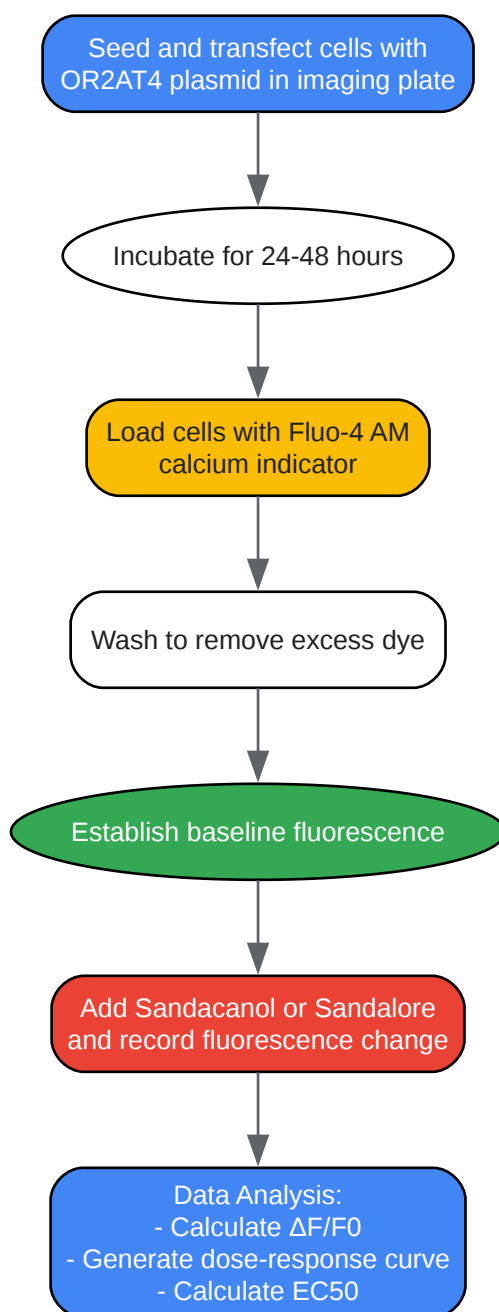 Seed and transfect cells with
OR2AT4 plasmid in imaging plate
Incubate for 24-48 hours
Load cells with Fluo-4 AM
calcium indicator
Wash to remove excess dye
Establish baseline fluorescence
Add Sandacanol or Sandalore
and record fluorescence change
Data Analysis:
- Calculate ΔF/F0
- Generate dose-response curve
- Calculate EC50